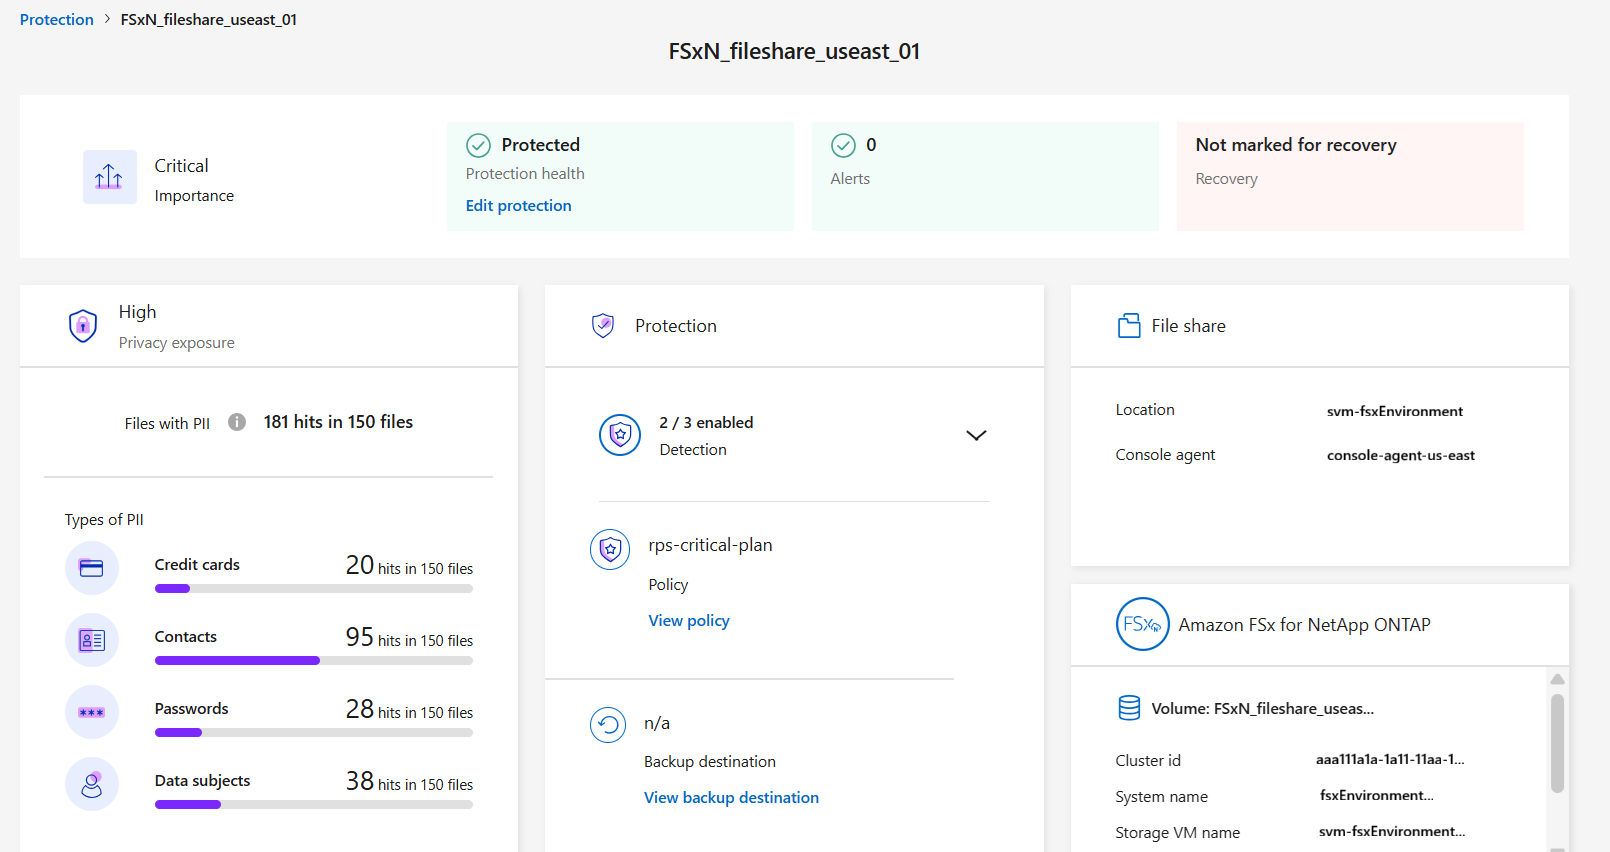 Protection > FSxN_fileshare_useast_01
FSxN_fileshare_useast_01
Critical
Importance
Protected
Protection health
Edit protection
0
Alerts
Not marked for recovery
Recovery
High
Privacy exposure
Files with PII 181 hits in 150 files
Types of PII
Credit cards 20 hits in 150 files
Contacts 95 hits in 150 files
Passwords 28 hits in 150 files
Data subjects 38 hits in 150 files
Protection
2 / 3 enabled
Detection
rps-critical-plan
Policy
View policy
n/a
Backup destination
View backup destination
File share
Location svm-fsxEnvironment
Console agent console-agent-us-east
FSx
Amazon FSx for NetApp ONTAP
Volume: FSxN_fileshare_useas...
Cluster id aaa111a1a-1a11-11aa-1...
System name fsxEnvironment...
Storage VM name svm-fsxEnvironment...